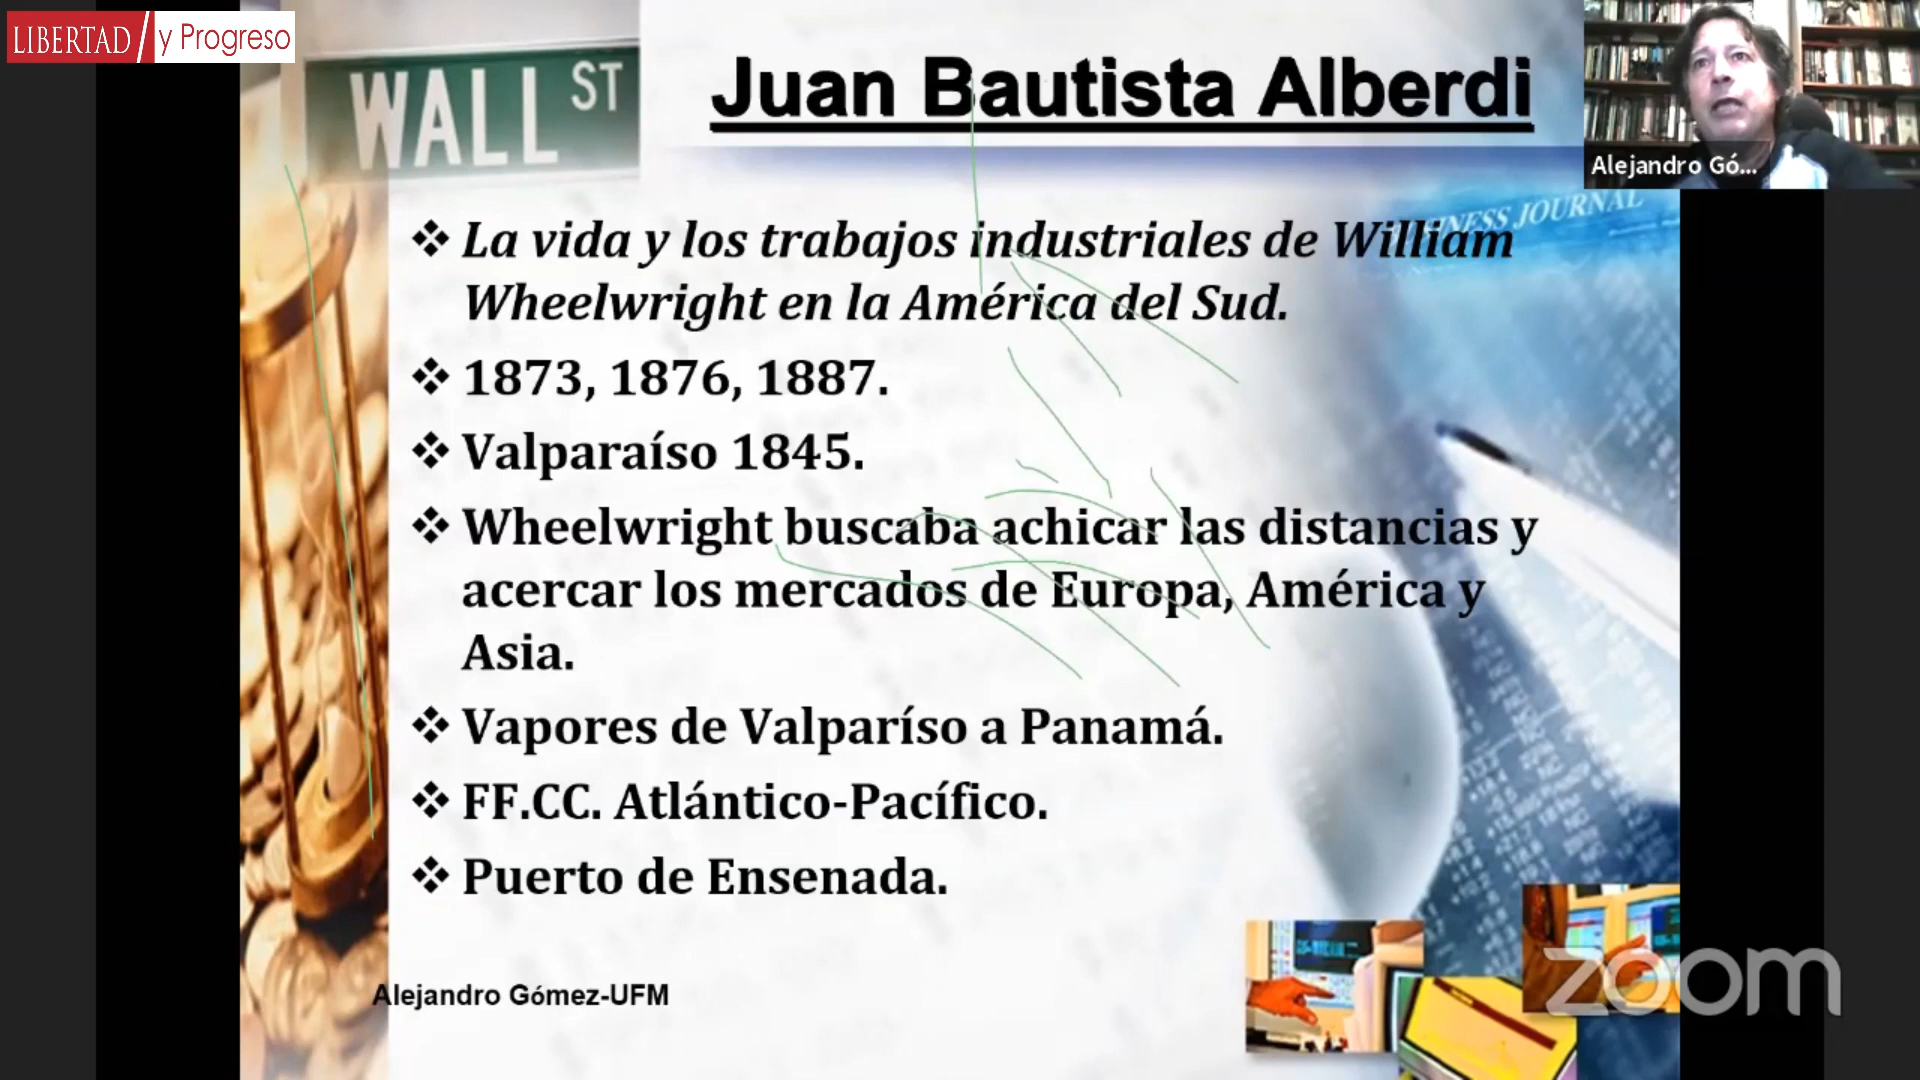 LIBERTAD y Progreso
WALL ST
Juan Bautista Alberdi
Alejandro Gó...
INESS JOURNAL
❖ La vida y los trabajos industriales de William
Wheelwright en la América del Sud.
❖ 1873, 1876, 1887.
❖ Valparaíso 1845.
❖ Wheelwright buscaba achicar las distancias y
acercar los mercados de Europa, América y
Asia.
❖ Vapores de Valparíso a Panamá.
❖ FF.CC. Atlántico-Pacífico.
❖ Puerto de Ensenada.
Alejandro Gómez-UFM
zoom